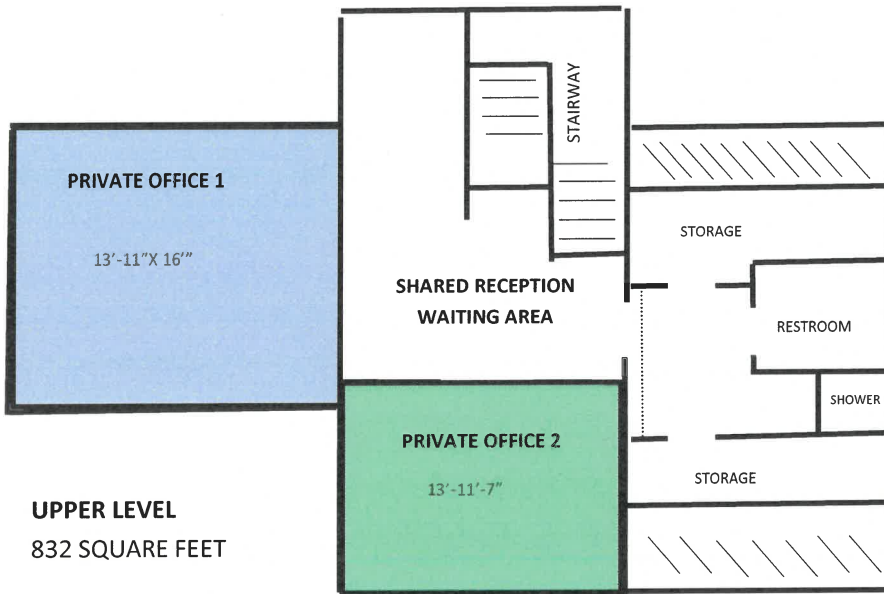 STAIRWAY
PRIVATE OFFICE 1
13'-11"X 16'"
STORAGE
SHARED RECEPTION
WAITING AREA
RESTROOM
SHOWER
PRIVATE OFFICE 2
13'-11'-7"
STORAGE
UPPER LEVEL
832 SQUARE FEET